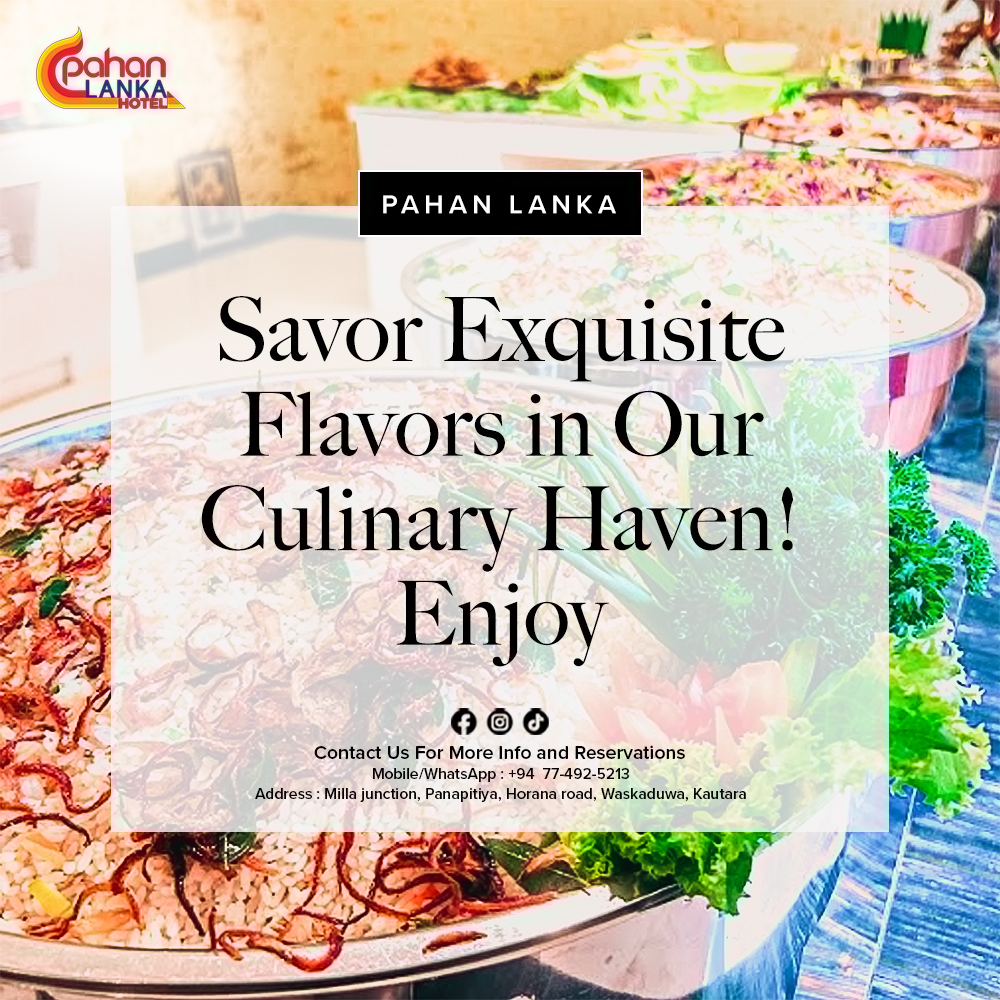 pahan
LANKA
HOTEL
PAHAN LANKA
Savor Exquisite
Flavors in Our
Culinary Haven!
Enjoy
Contact Us For More Info and Reservations
Mobile/WhatsApp : +94 77-492-5213
Address : Milla junction, Panapitiya, Horana road, Waskaduwa, Kautara